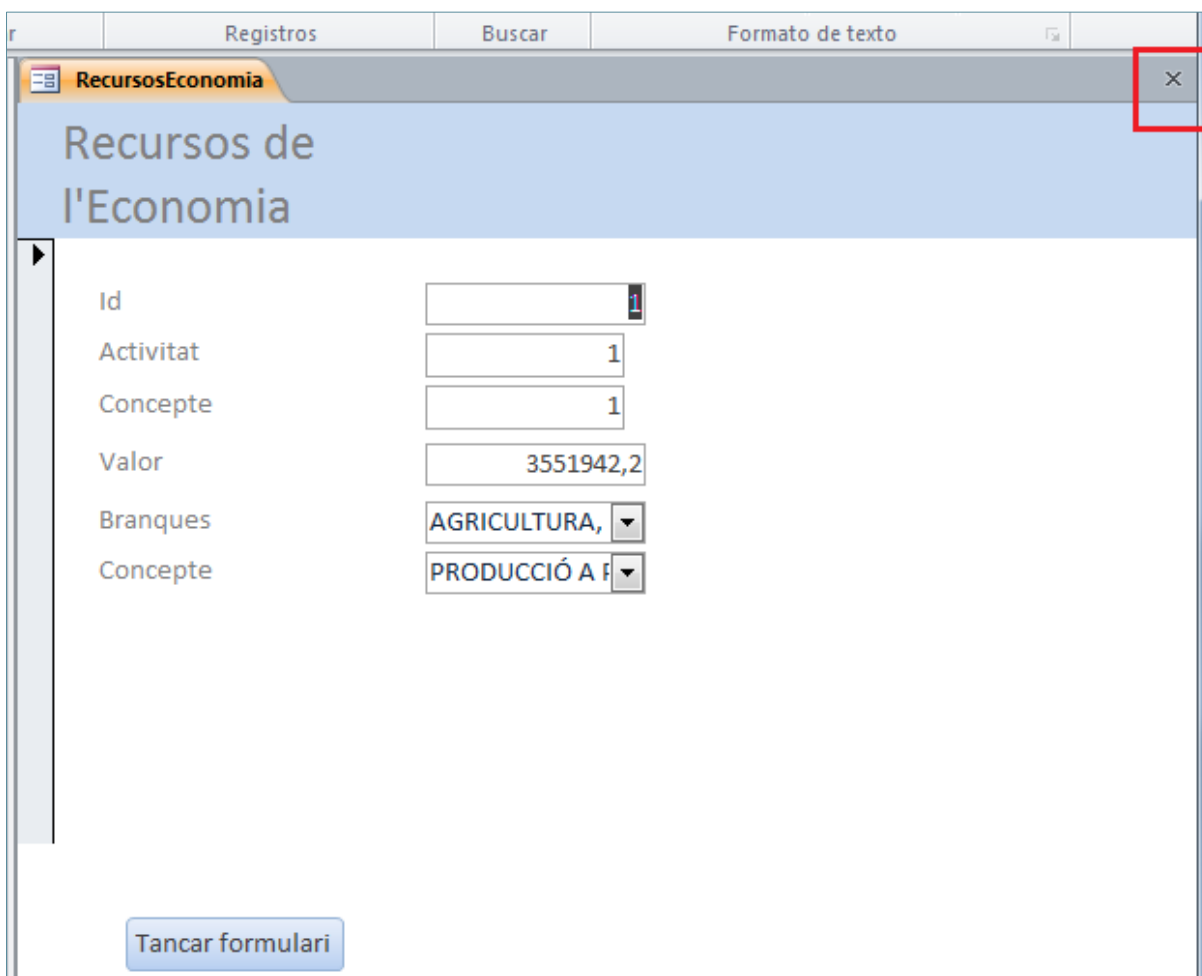 r Registros Buscar Formato de texto
RecursosEconomia
Recursos de
l'Economia
Id 1
Activitat 1
Concepte 1
Valor 3551942,2
Branques AGRICULTURA,
Concepte PRODUCCIÓ A P
Tancar formulari